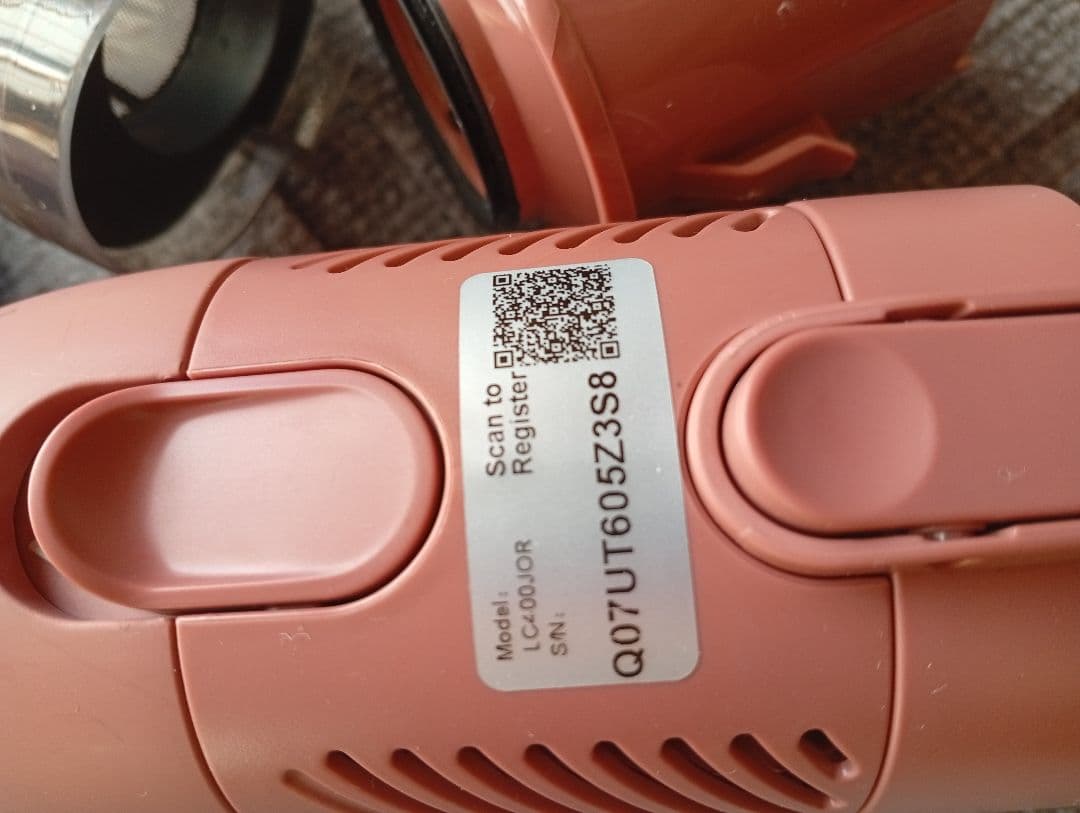 Scan to
Register
Model:
LC400JOR
S/N:
Q07UT605Z3S8